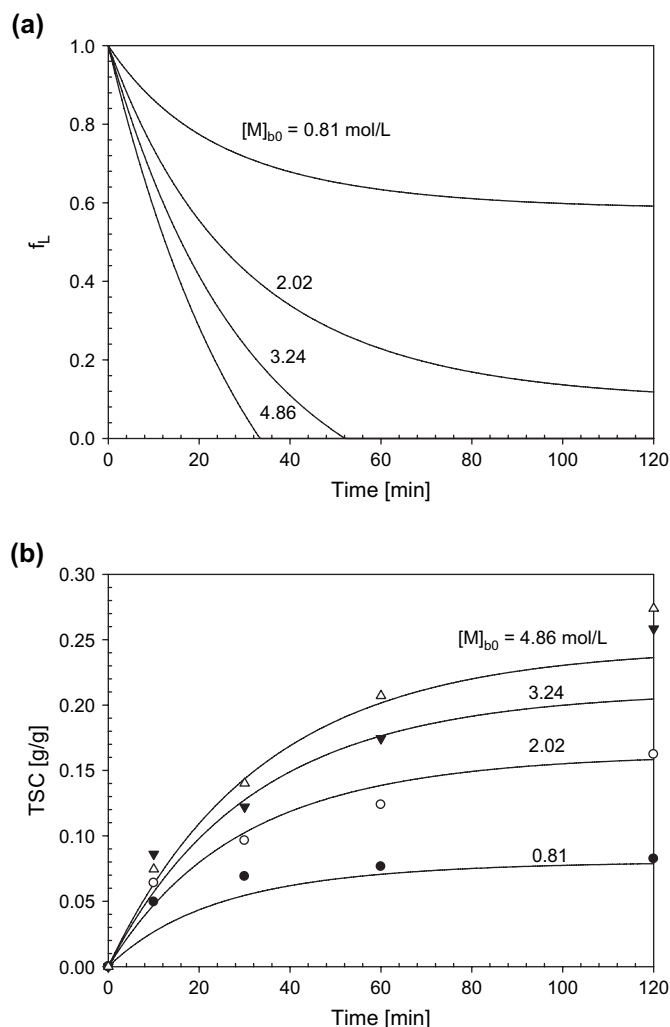 (a)
1.0
0.8
0.6
0.4
0.2
0.0
f_L
[M]_b0 = 0.81 mol/L
2.02
3.24
4.86
0 20 40 60 80 100 120
Time [min]
(b)
0.30
0.25
0.20
0.15
0.10
0.05
0.00
TSC [g/g]
[M]_b0 = 4.86 mol/L
3.24
2.02
0.81
0 20 40 60 80 100 120
Time [min]